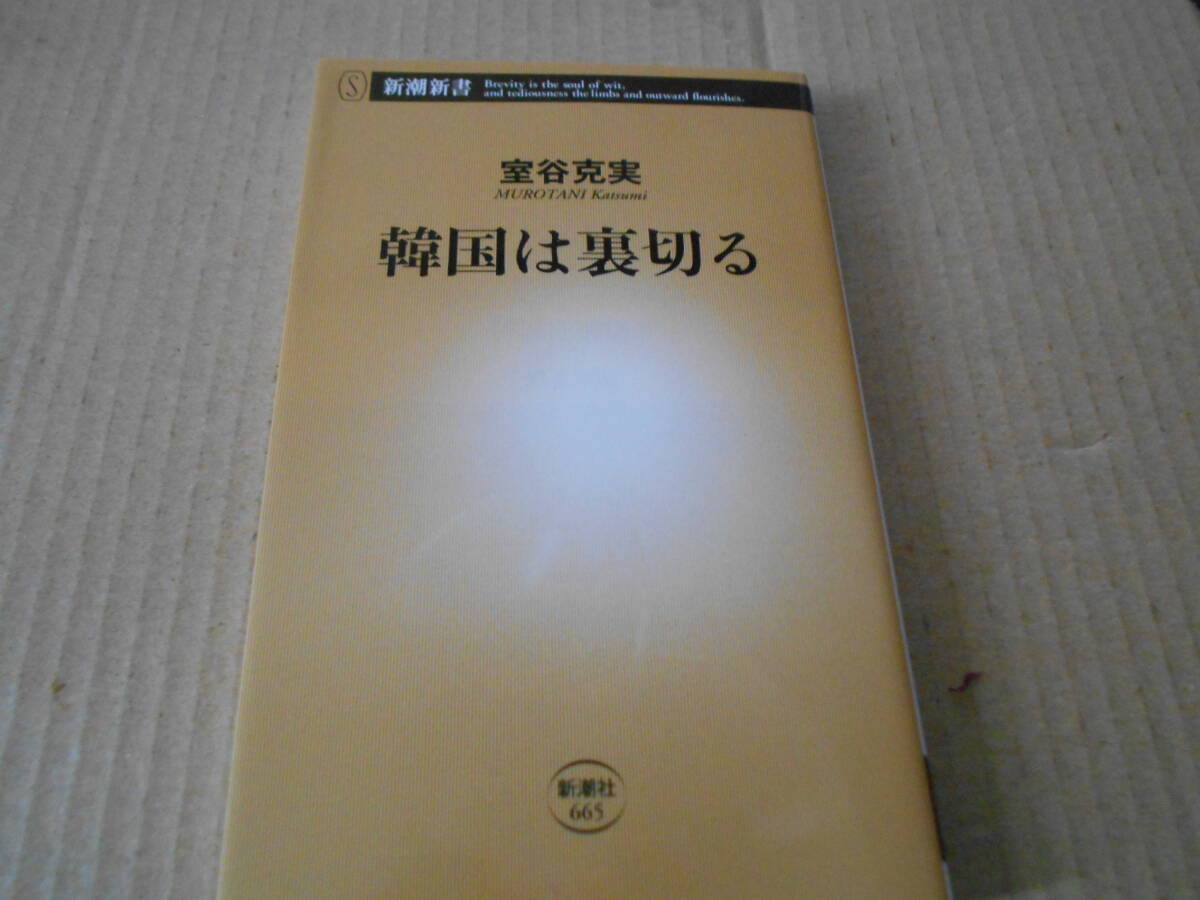 S 新潮新書
Brevity is the soul of wit,
and tediousness the limbs and outward flourishes.
室谷克実
MUROTANI Katsumi
韓国は裏切る
新潮社
665